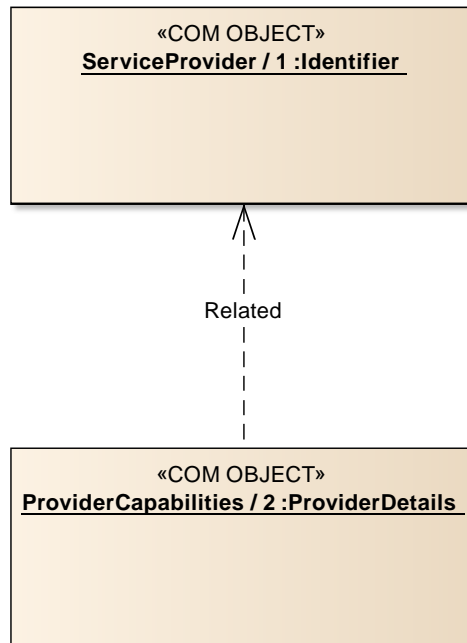 «COM OBJECT»
ServiceProvider / 1 :Identifier
Related
«COM OBJECT»
ProviderCapabilities / 2 :ProviderDetails